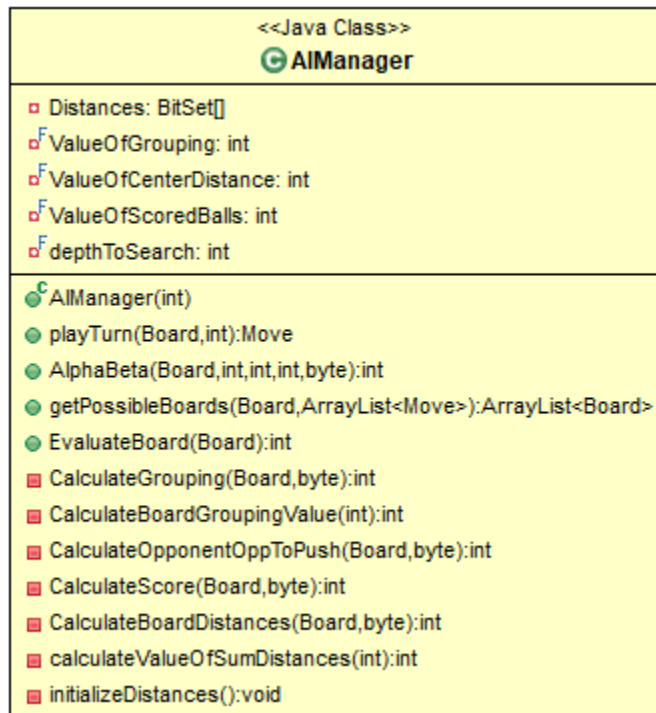 <<Java Class>>
C AIManager
Distances: BitSet[]
F ValueOfGrouping: int
F ValueOfCenterDistance: int
F ValueOfScoredBalls: int
F depthToSearch: int
C AIManager(int)
playTurn(Board,int):Move
AlphaBeta(Board,int,int,int,byte):int
getPossibleBoards(Board,ArrayList<Move>):ArrayList<Board>
EvaluateBoard(Board):int
CalculateGrouping(Board,byte):int
CalculateBoardGroupingValue(int):int
CalculateOpponentOppToPush(Board,byte):int
CalculateScore(Board,byte):int
CalculateBoardDistances(Board,byte):int
calculateValueOfSumDistances(int):int
initializeDistances():void